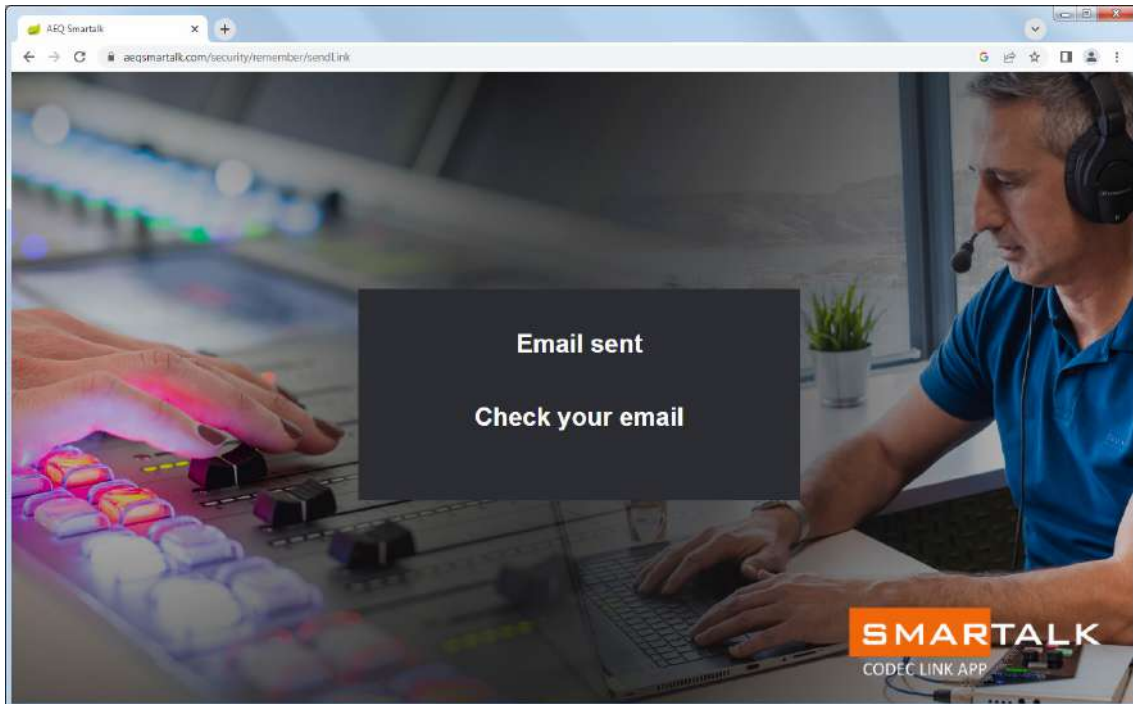 AEQ Smartalk
aeqsmartalk.com/security/remember/sendLink
Email sent
Check your email
SMARTALK
CODEC LINK APP